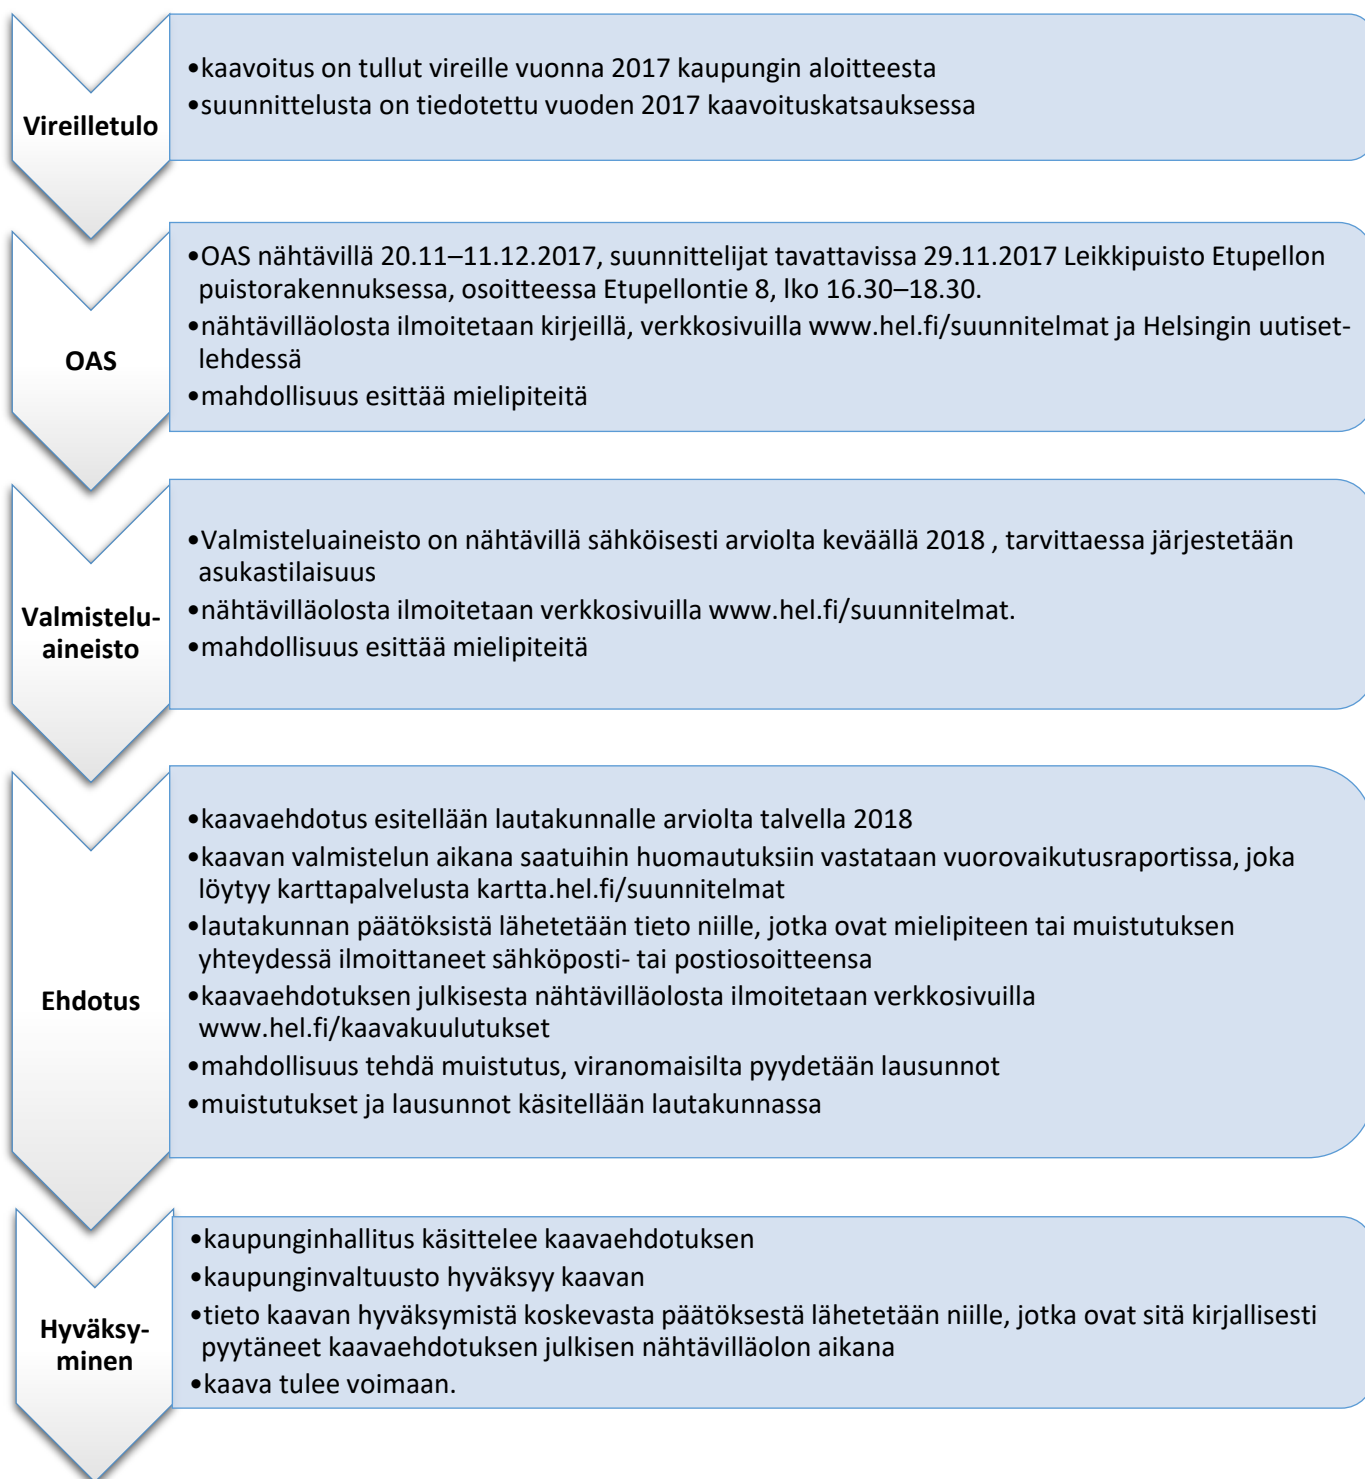 Vireilletulo
•kaavoitus on tullut vireille vuonna 2017 kaupungin aloitteesta
•suunnittelusta on tiedotettu vuoden 2017 kaavoituskatsauksessa
OAS
•OAS nähtävillä 20.11–11.12.2017, suunnittelijat tavattavissa 29.11.2017 Leikkipuisto Etupellon
puistorakennuksessa, osoitteessa Etupellontie 8, lko 16.30–18.30.
•nähtävilläolosta ilmoitetaan kirjeillä, verkkosivuilla www.hel.fi/suunnitelmat ja Helsingin uutiset-
lehdessä
•mahdollisuus esittää mielipiteitä
Valmistelu-
aineisto
•Valmisteluaineisto on nähtävillä sähköisesti arviolta keväällä 2018 , tarvittaessa järjestetään
asukastilaisuus
•nähtävilläolosta ilmoitetaan verkkosivuilla www.hel.fi/suunnitelmat.
•mahdollisuus esittää mielipiteitä
Ehdotus
•kaavaehdotus esitellään lautakunnalle arviolta talvella 2018
•kaavan valmistelun aikana saatuihin huomautuksiin vastataan vuorovaikutusraportissa, joka
löytyy karttapalvelusta kartta.hel.fi/suunnitelmat
•lautakunnan päätöksistä lähetetään tieto niille, jotka ovat mielipiteen tai muistutuksen
yhteydessä ilmoittaneet sähköposti- tai postiosoitteensa
•kaavaehdotuksen julkisesta nähtävilläolosta ilmoitetaan verkkosivuilla
www.hel.fi/kaavakuulutukset
•mahdollisuus tehdä muistutus, viranomaisilta pyydetään lausunnot
•muistutukset ja lausunnot käsitellään lautakunnassa
Hyväksy-
minen
•kaupunginhallitus käsittelee kaavaehdotuksen
•kaupunginvaltuusto hyväksyy kaavan
•tieto kaavan hyväksymistä koskevasta päätöksestä lähetetään niille, jotka ovat sitä kirjallisesti
pyytäneet kaavaehdotuksen julkisen nähtävilläolon aikana
•kaava tulee voimaan.